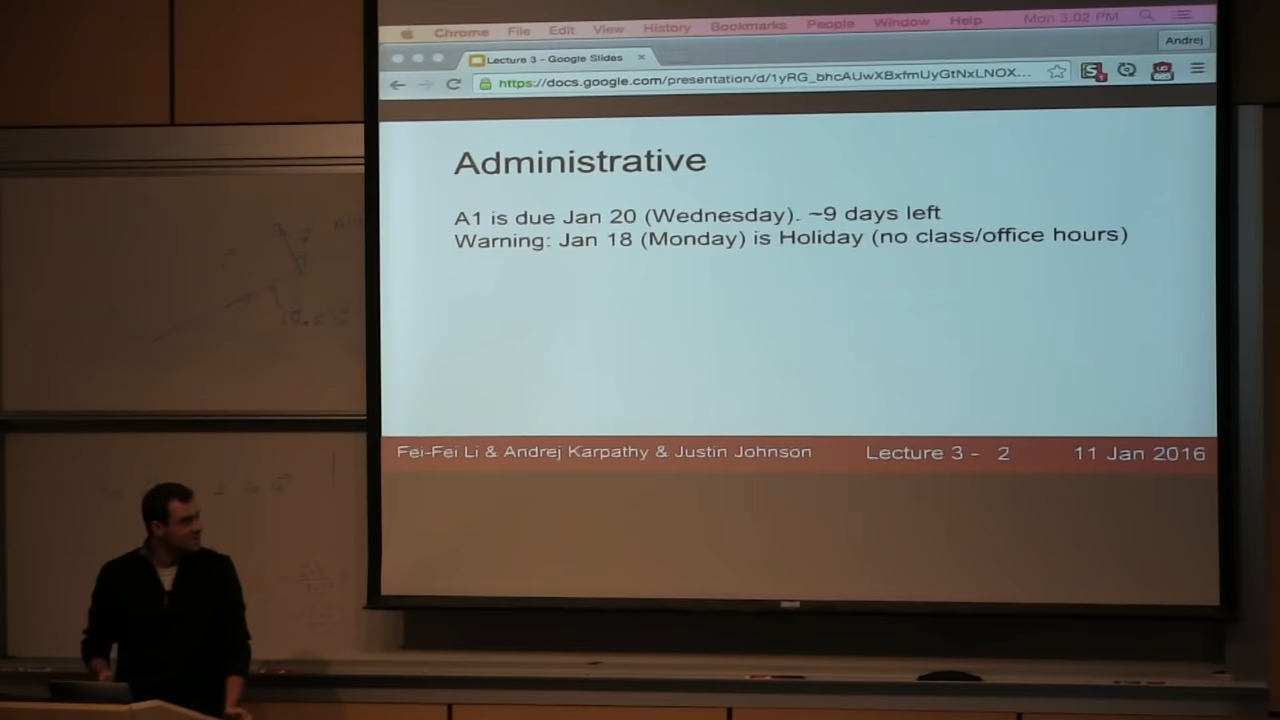 Chrome File Edit View History Bookmarks People Window Help Mon 3:02 PM
Lecture 3 - Google Slides
Andrej
https://docs.google.com/presentation/d/1yRG_bhcAUwXBxfmUyGtNxLNOX...
Administrative
A1 is due Jan 20 (Wednesday). ~9 days left
Warning: Jan 18 (Monday) is Holiday (no class/office hours)
Fei-Fei Li & Andrej Karpathy & Justin Johnson Lecture 3 - 2 11 Jan 2016